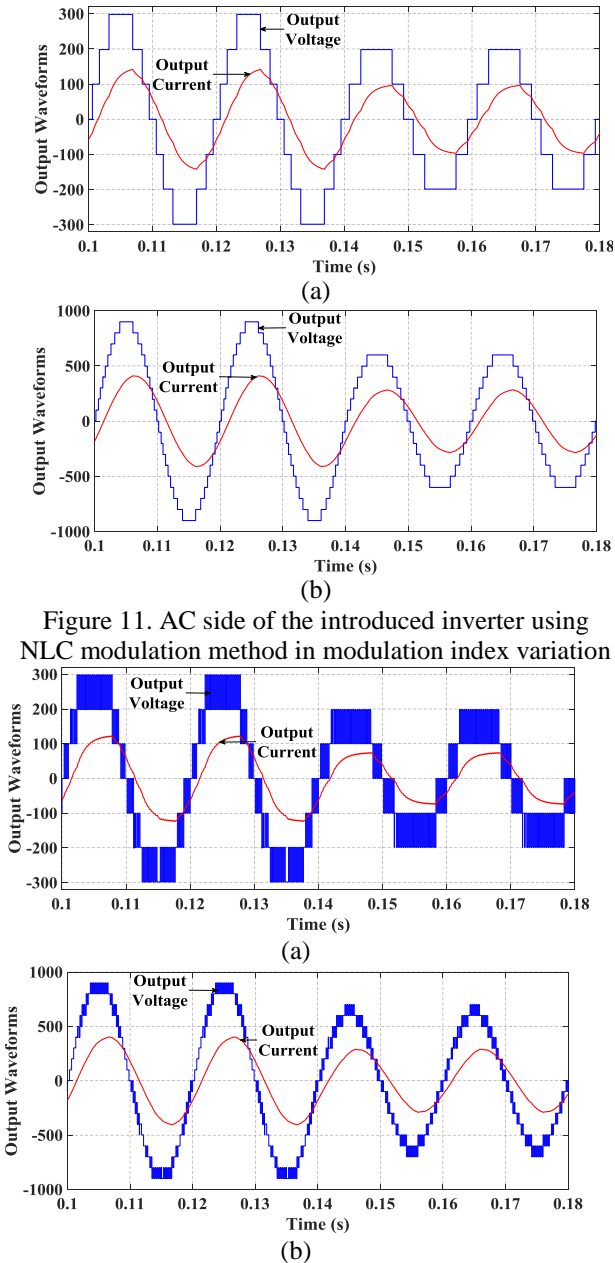 300
200
100
0
-100
-200
-300
Output Waveforms
Output
Voltage
Output
Current
0.1 0.11 0.12 0.13 0.14 0.15 0.16 0.17 0.18
Time (s)
(a)
1000
500
0
-500
-1000
Output Waveforms
Output
Voltage
Output
Current
0.1 0.11 0.12 0.13 0.14 0.15 0.16 0.17 0.18
Time (s)
(b)
Figure 11. AC side of the introduced inverter using
NLC modulation method in modulation index variation
300
200
100
0
-100
-200
-300
Output Waveforms
Output
Voltage
Output
Current
0.1 0.11 0.12 0.13 0.14 0.15 0.16 0.17 0.18
Time (s)
(a)
1000
500
0
-500
-1000
Output Waveforms
Output
Voltage
Output
Current
0.1 0.11 0.12 0.13 0.14 0.15 0.16 0.17 0.18
Time (s)
(b)